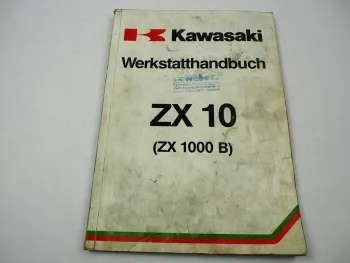 Kawasaki
Werkstatthandbuch
ZX 10
(ZX 1000 B)